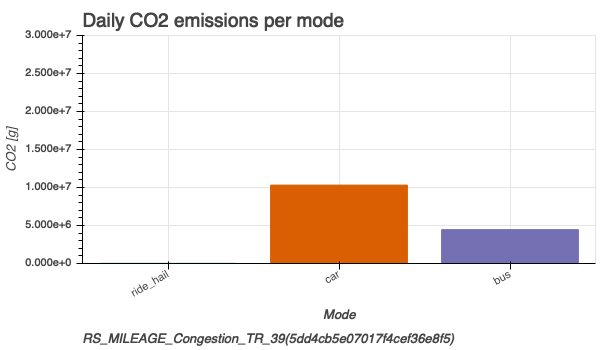 Daily CO2 emissions per mode
3.000e+7
2.500e+7
2.000e+7
1.500e+7
1.000e+7
5.000e+6
0.000e+0
CO2 [g]
ride_hail
car
bus
Mode
RS_MILEAGE_Congestion_TR_39(5dd4cb5e07017f4cef36e8f5)